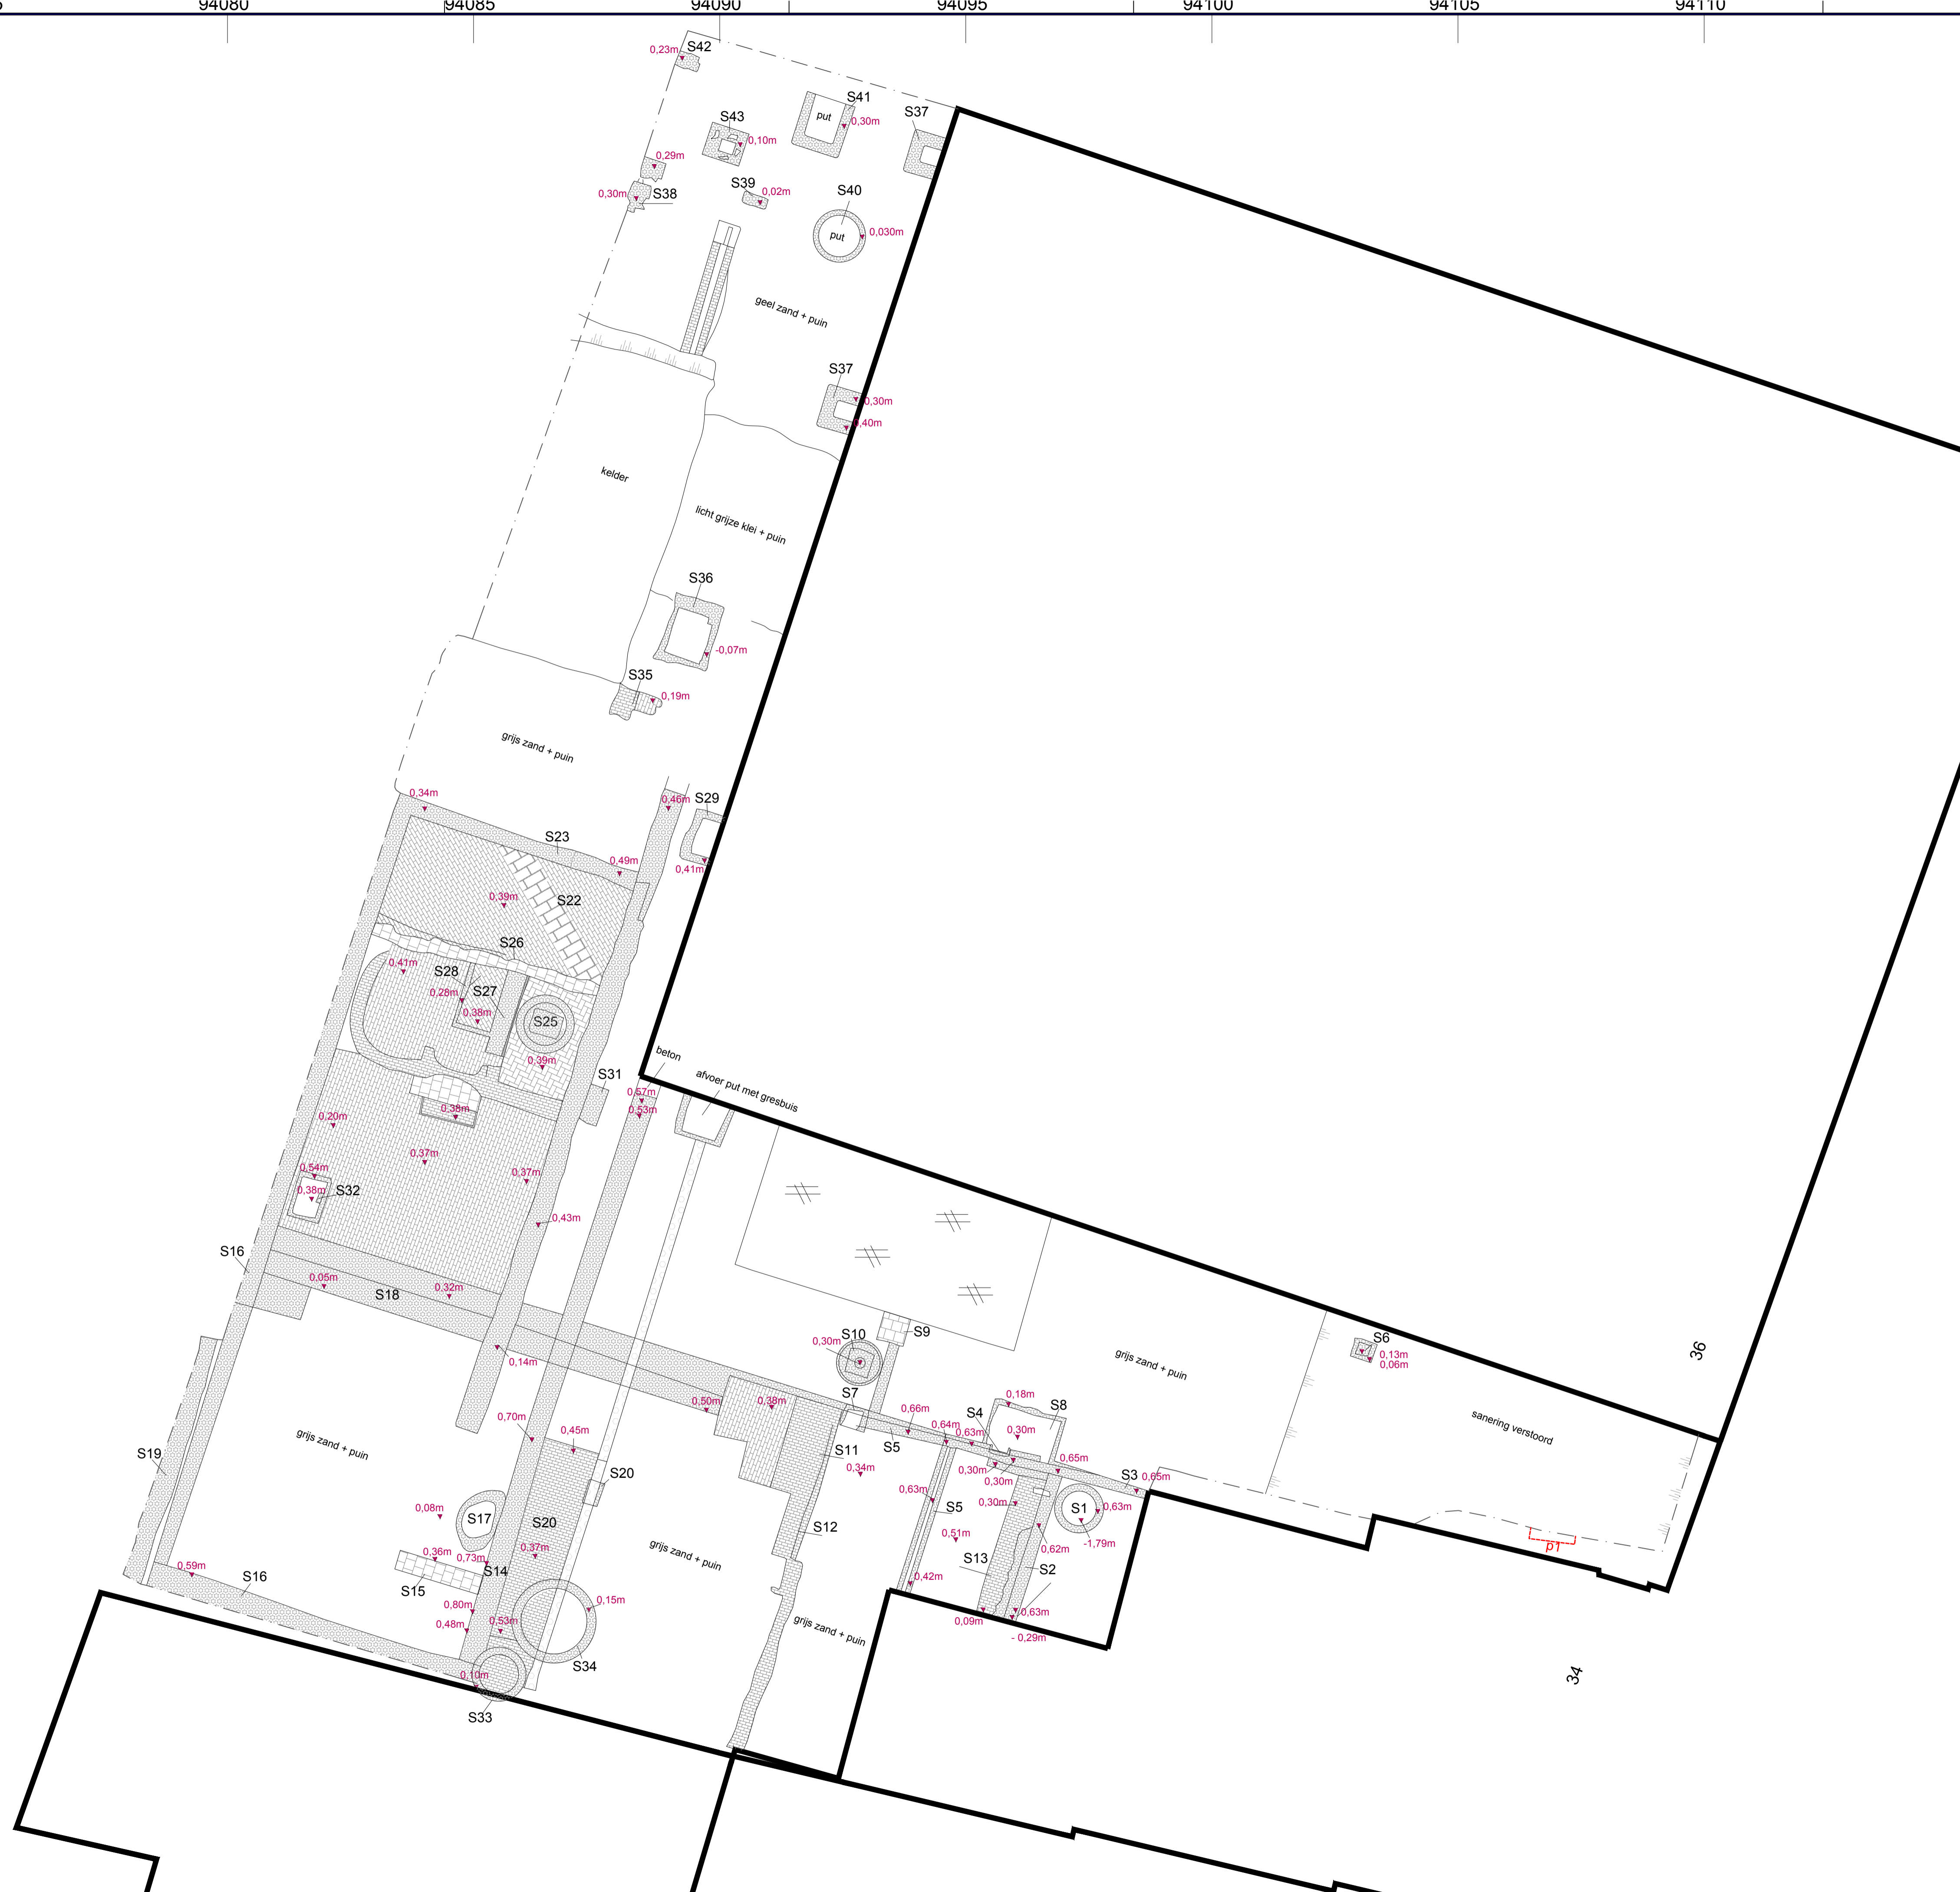 94080 94085 94090 94095 94100 94105 94110
S42
0,23m
S41
put
0,30m
S37
S43
0,10m
0,29m
S38
0,30m
S39
0,02m
S40
put
0,030m
geel zand + puin
S37
0,30m
0,40m
kelder
licht grijze klei + puin
S36
-0,07m
S35
0,19m
grijs zand + puin
0,34m
0,46m
S29
S23
0,49m
0,41m
0,39m
S22
S26
0,41m
S28
0,28m
S27
0,38m
S25
0,39m
beton
afvoer put met gresbuis
S31
0,57m
0,53m
0,38m
0,20m
0,37m
0,37m
0,54m
0,38m
S32
0,43m
S16
0,05m
0,32m
S18
0,14m
S10
0,30m
S9
S6
0,13m
0,06m
36
grijs zand + puin
0,50m
0,38m
S7
0,18m
S4
S8
0,66m
0,64m
0,63m
0,30m
S5
sanering verstoord
0,70m
0,45m
grijs zand + puin
S11
0,34m
0,30m
0,30m
0,65m
S3
0,65m
S19
S20
0,63m
S5
0,30m
S1
0,63m
0,08m
S17
S20
S12
0,51m
0,62m
-1,79m
p1
0,36m
0,73m
0,37m
grijs zand + puin
S13
S2
S14
S15
0,59m
S16
0,42m
0,80m
0,15m
0,48m
0,53m
grijs zand + puin
0,09m
0,63m
- 0,29m
S34
0,10m
34
S33